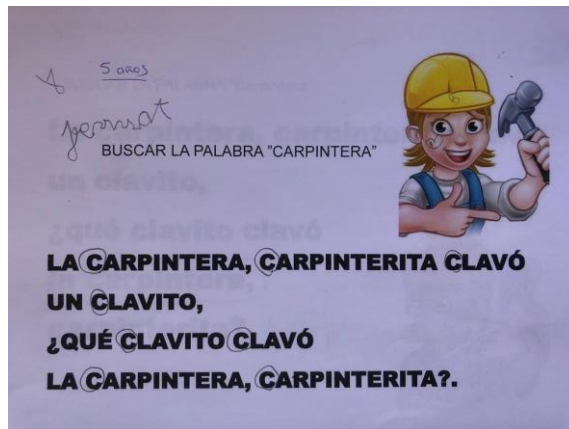 5 años
BUSCAR LA PALABRA "CARPINTERA"
LA CARPINTERA, CARPINTERITA CLAVÓ
UN CLAVITO,
¿QUÉ CLAVITO CLAVÓ
LA CARPINTERA, CARPINTERITA?.